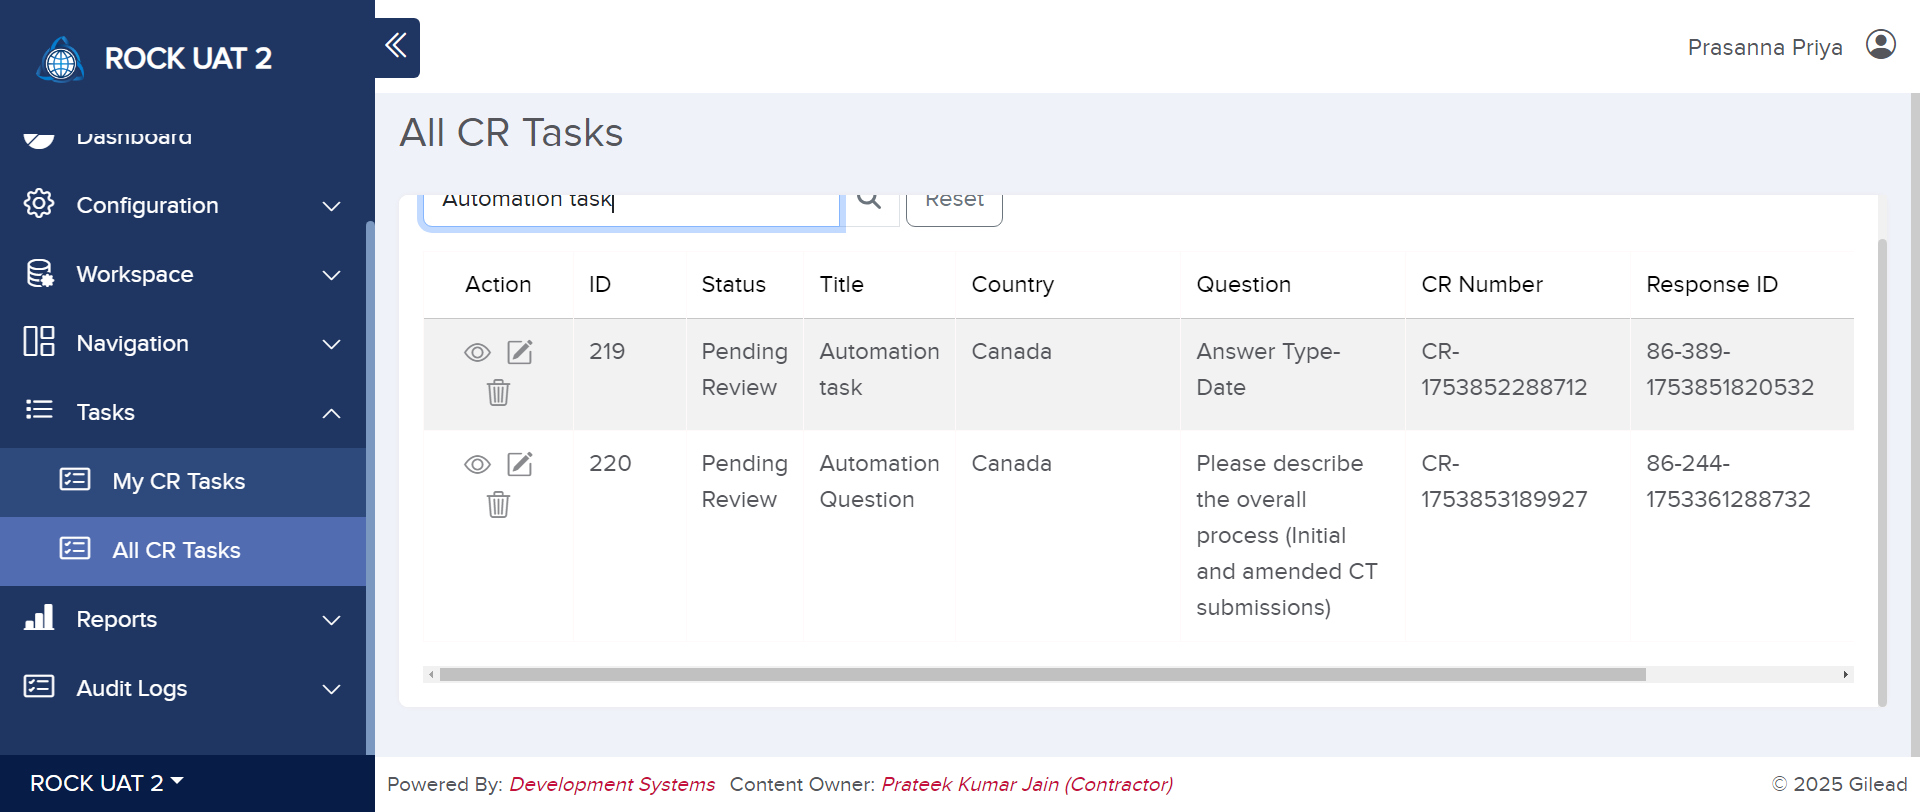 ROCK UAT 2
Prasanna Priya
Dashboard
Configuration
Workspace
Navigation
Tasks
My CR Tasks
All CR Tasks
Reports
Audit Logs
ROCK UAT 2
All CR Tasks
Automation task
Reset
Action ID Status Title Country Question CR Number Response ID
219 Pending Automation Canada Answer Type- CR- 86-389-
Review task Date 1753852288712 1753851820532
220 Pending Automation Canada Please describe CR- 86-244-
Review Question the overall 1753853189927 1753361288732
process (Initial
and amended CT
submissions)
Powered By: Development Systems Content Owner: Prateek Kumar Jain (Contractor)
© 2025 Gilead